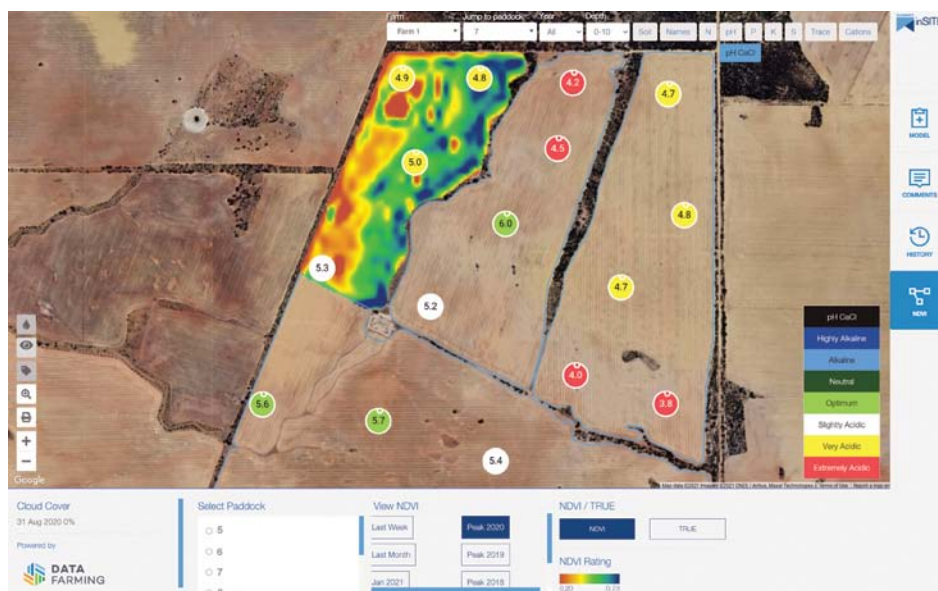 Farm Jump to paddock Year Depth
Farm 1 7 All 0-10 Soil Names N pH P K S Trace Cations
inSITE
pH CaCl
4.9 4.8 4.2 4.7
4.5
5.0
4.8
6.0
5.3
4.7
5.2
4.0
5.6 3.8
5.7
5.4
MODEL
COMMENTS
HISTORY
NDVI
pH CaCl
Highly Alkaline
Alkaline
Neutral
Optimum
Slightly Acidic
Very Acidic
Extremely Acidic
Google
Cloud Cover
31 Aug 2020 0%
Powered by
DATA
FARMING
Select Paddock
5
6
7
View NDVI
Last Week Peak 2020
Last Month Peak 2019
Jan 2021 Peak 2018
NDVI / TRUE
NDVI TRUE
NDVI Rating
0.20 0.73